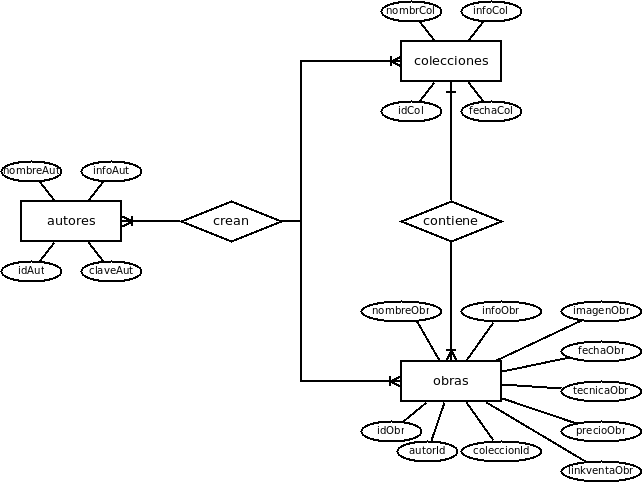 nombrCol
infoCol
colecciones
idCol
fechaCol
nombreAut
infoAut
autores
crean
contiene
idAut
claveAut
nombreObr
infoObr
imagenObr
fechaObr
obras
tecnicaObr
idObr
precioObr
autorId
coleccionId
linkventaObr